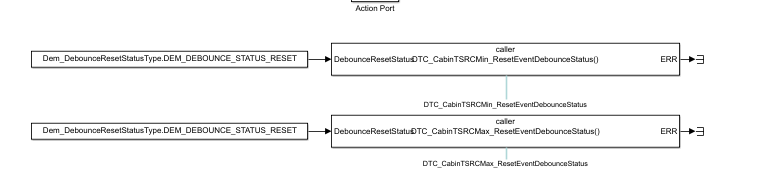 Action Port
caller
Dem_DebounceResetStatusType.DEM_DEBOUNCE_STATUS_RESET
DebounceResetStatus
DTC_CabinTSRCMin_ResetEventDebounceStatus()
ERR
DTC_CabinTSRCMin_ResetEventDebounceStatus
caller
Dem_DebounceResetStatusType.DEM_DEBOUNCE_STATUS_RESET
DebounceResetStatus
DTC_CabinTSRCMax_ResetEventDebounceStatus()
ERR
DTC_CabinTSRCMax_ResetEventDebounceStatus